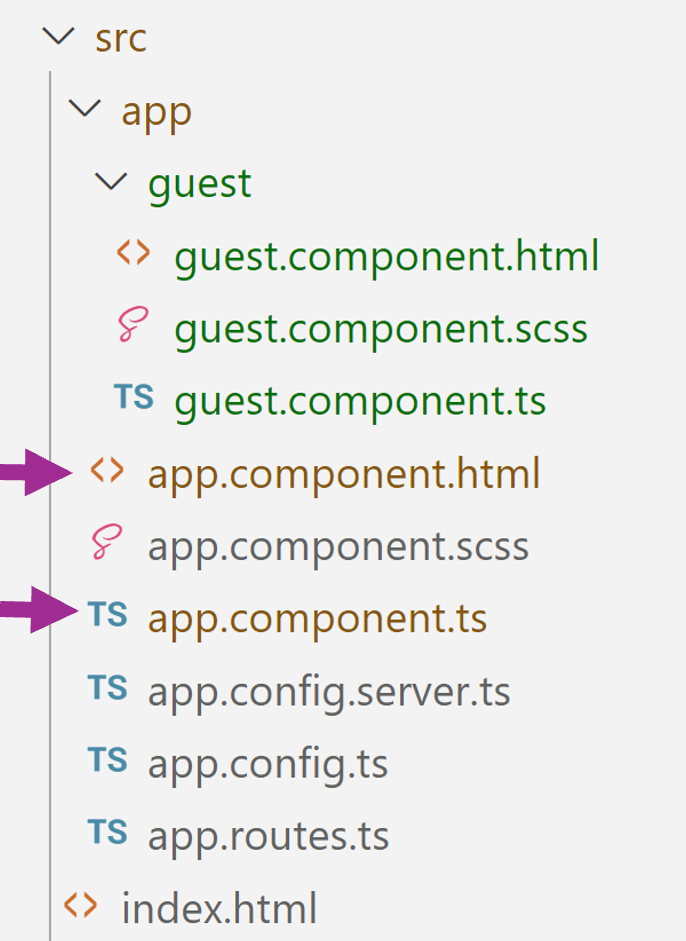 src
app
guest
guest.component.html
guest.component.scss
TS guest.component.ts
app.component.html
app.component.scss
TS app.component.ts
TS app.config.server.ts
TS app.config.ts
TS app.routes.ts
index.html